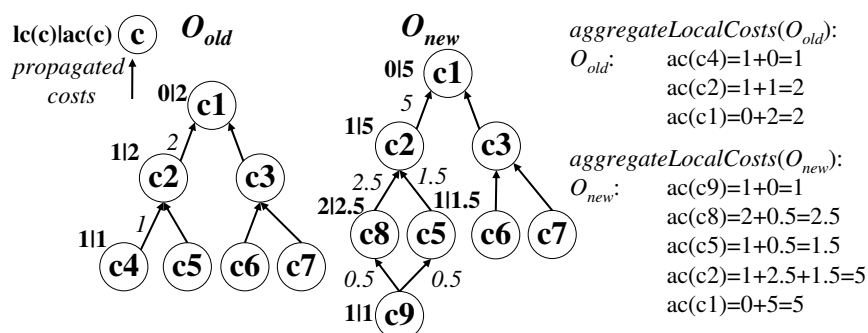 lc(c)|ac(c) c
propagated
costs
O_old
0|2
c1
2
1|2
c2
c3
1
1|1
c4
c5
c6
c7
O_new
0|5
c1
5
1|5
c2
c3
2.5
1.5
2|2.5
1|1.5
c8
c5
c6
c7
0.5
0.5
1|1
c9
aggregateLocalCosts(O_old):
O_old: ac(c4)=1+0=1
ac(c2)=1+1=2
ac(c1)=0+2=2
aggregateLocalCosts(O_new):
O_new: ac(c9)=1+0=1
ac(c8)=2+0.5=2.5
ac(c5)=1+0.5=1.5
ac(c2)=1+2.5+1.5=5
ac(c1)=0+5=5